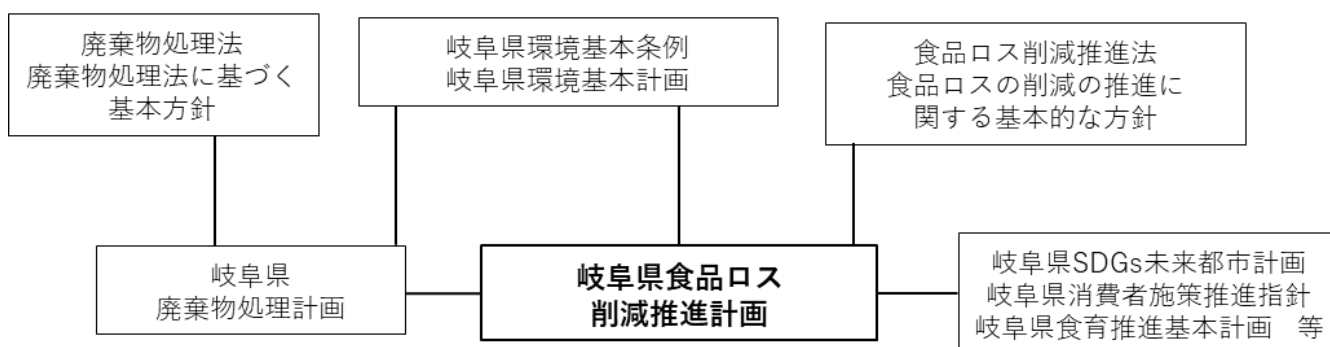 廃棄物処理法
廃棄物処理法に基づく
基本方針
岐阜県環境基本条例
岐阜県環境基本計画
食品ロス削減推進法
食品ロスの削減の推進に
関する基本的な方針
岐阜県
廃棄物処理計画
岐阜県食品ロス
削減推進計画
岐阜県SDGs未来都市計画
岐阜県消費者施策推進指針
岐阜県食育推進基本計画　等